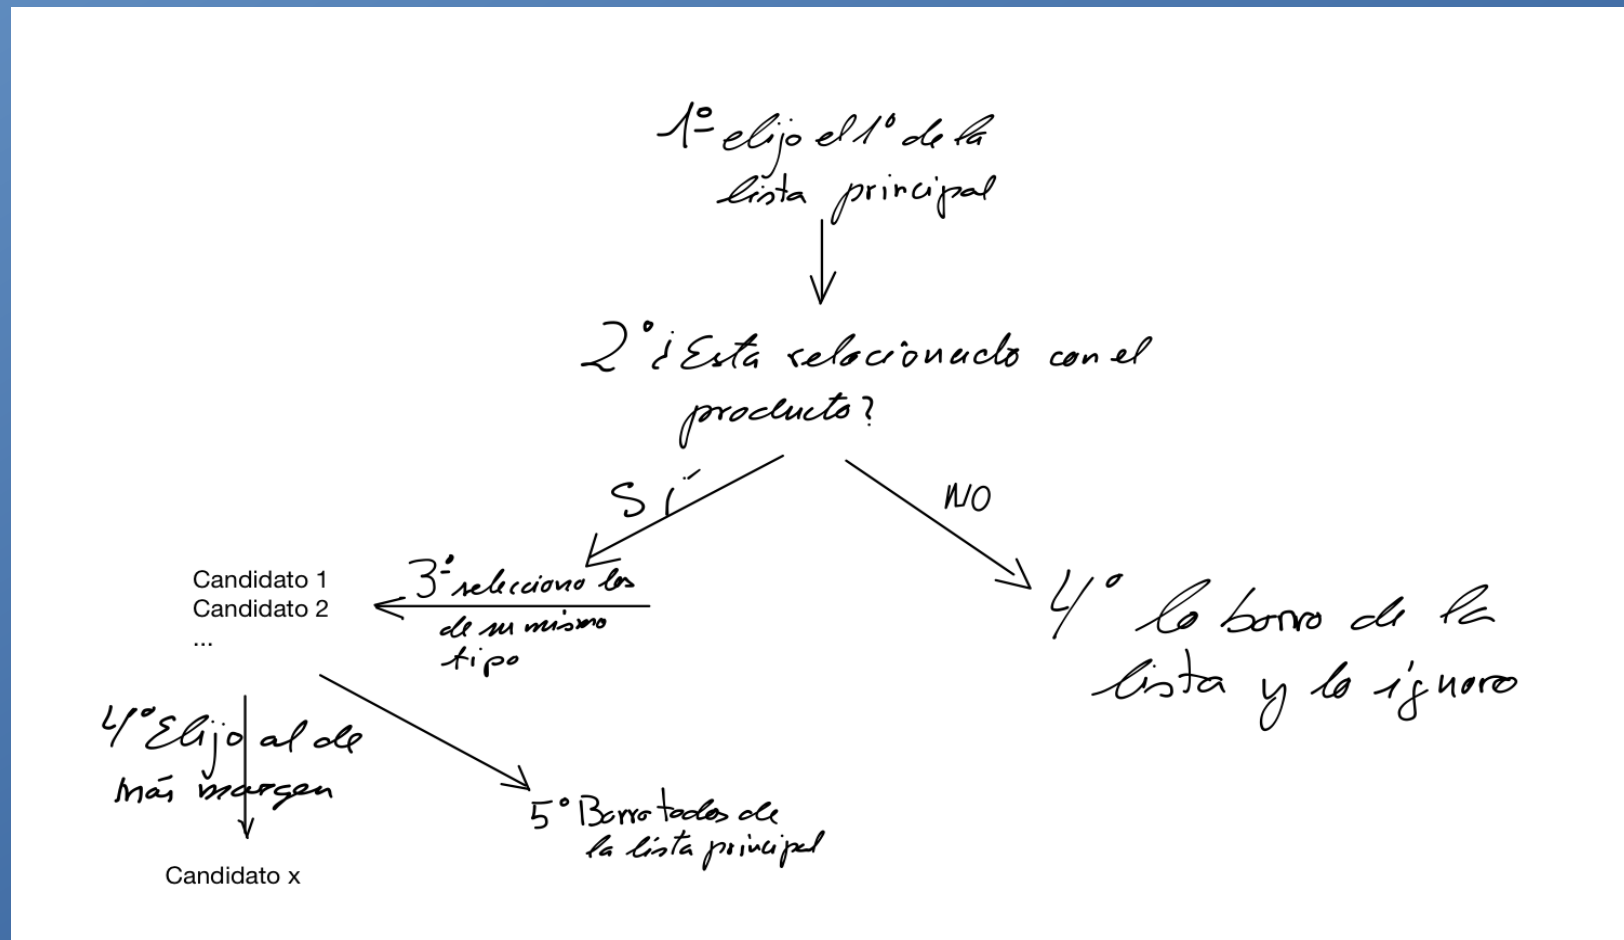 1º elijo el 1º de la
lista principal
2º ¿Esta relacionado con el
producto?
Sí
NO
Candidato 1
Candidato 2
...
3º selecciono los
de su mismo
tipo
4º lo borro de la
lista y lo ignoro
4º Elijo al de
más margen
5º Borro todos de
la lista principal
Candidato x